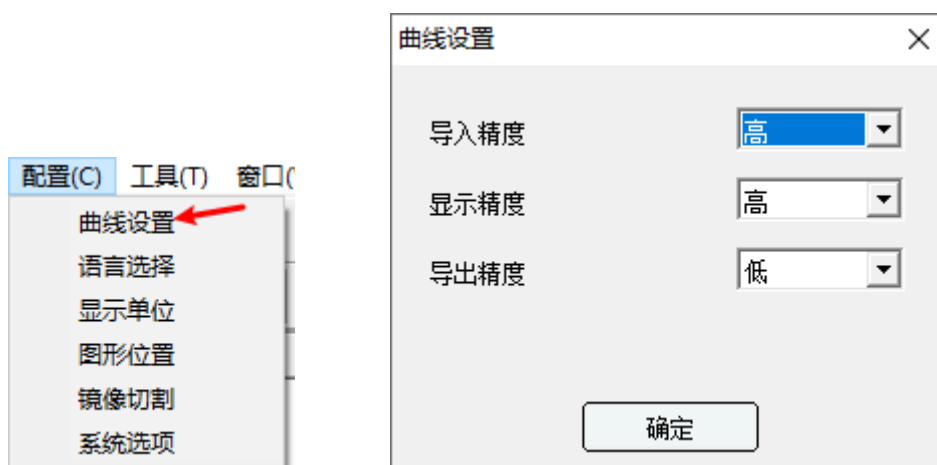 配置(C) 工具(T) 窗口(
曲线设置
语言选择
显示单位
图形位置
镜像切割
系统选项
曲线设置
导入精度 高
显示精度 高
导出精度 低
确定